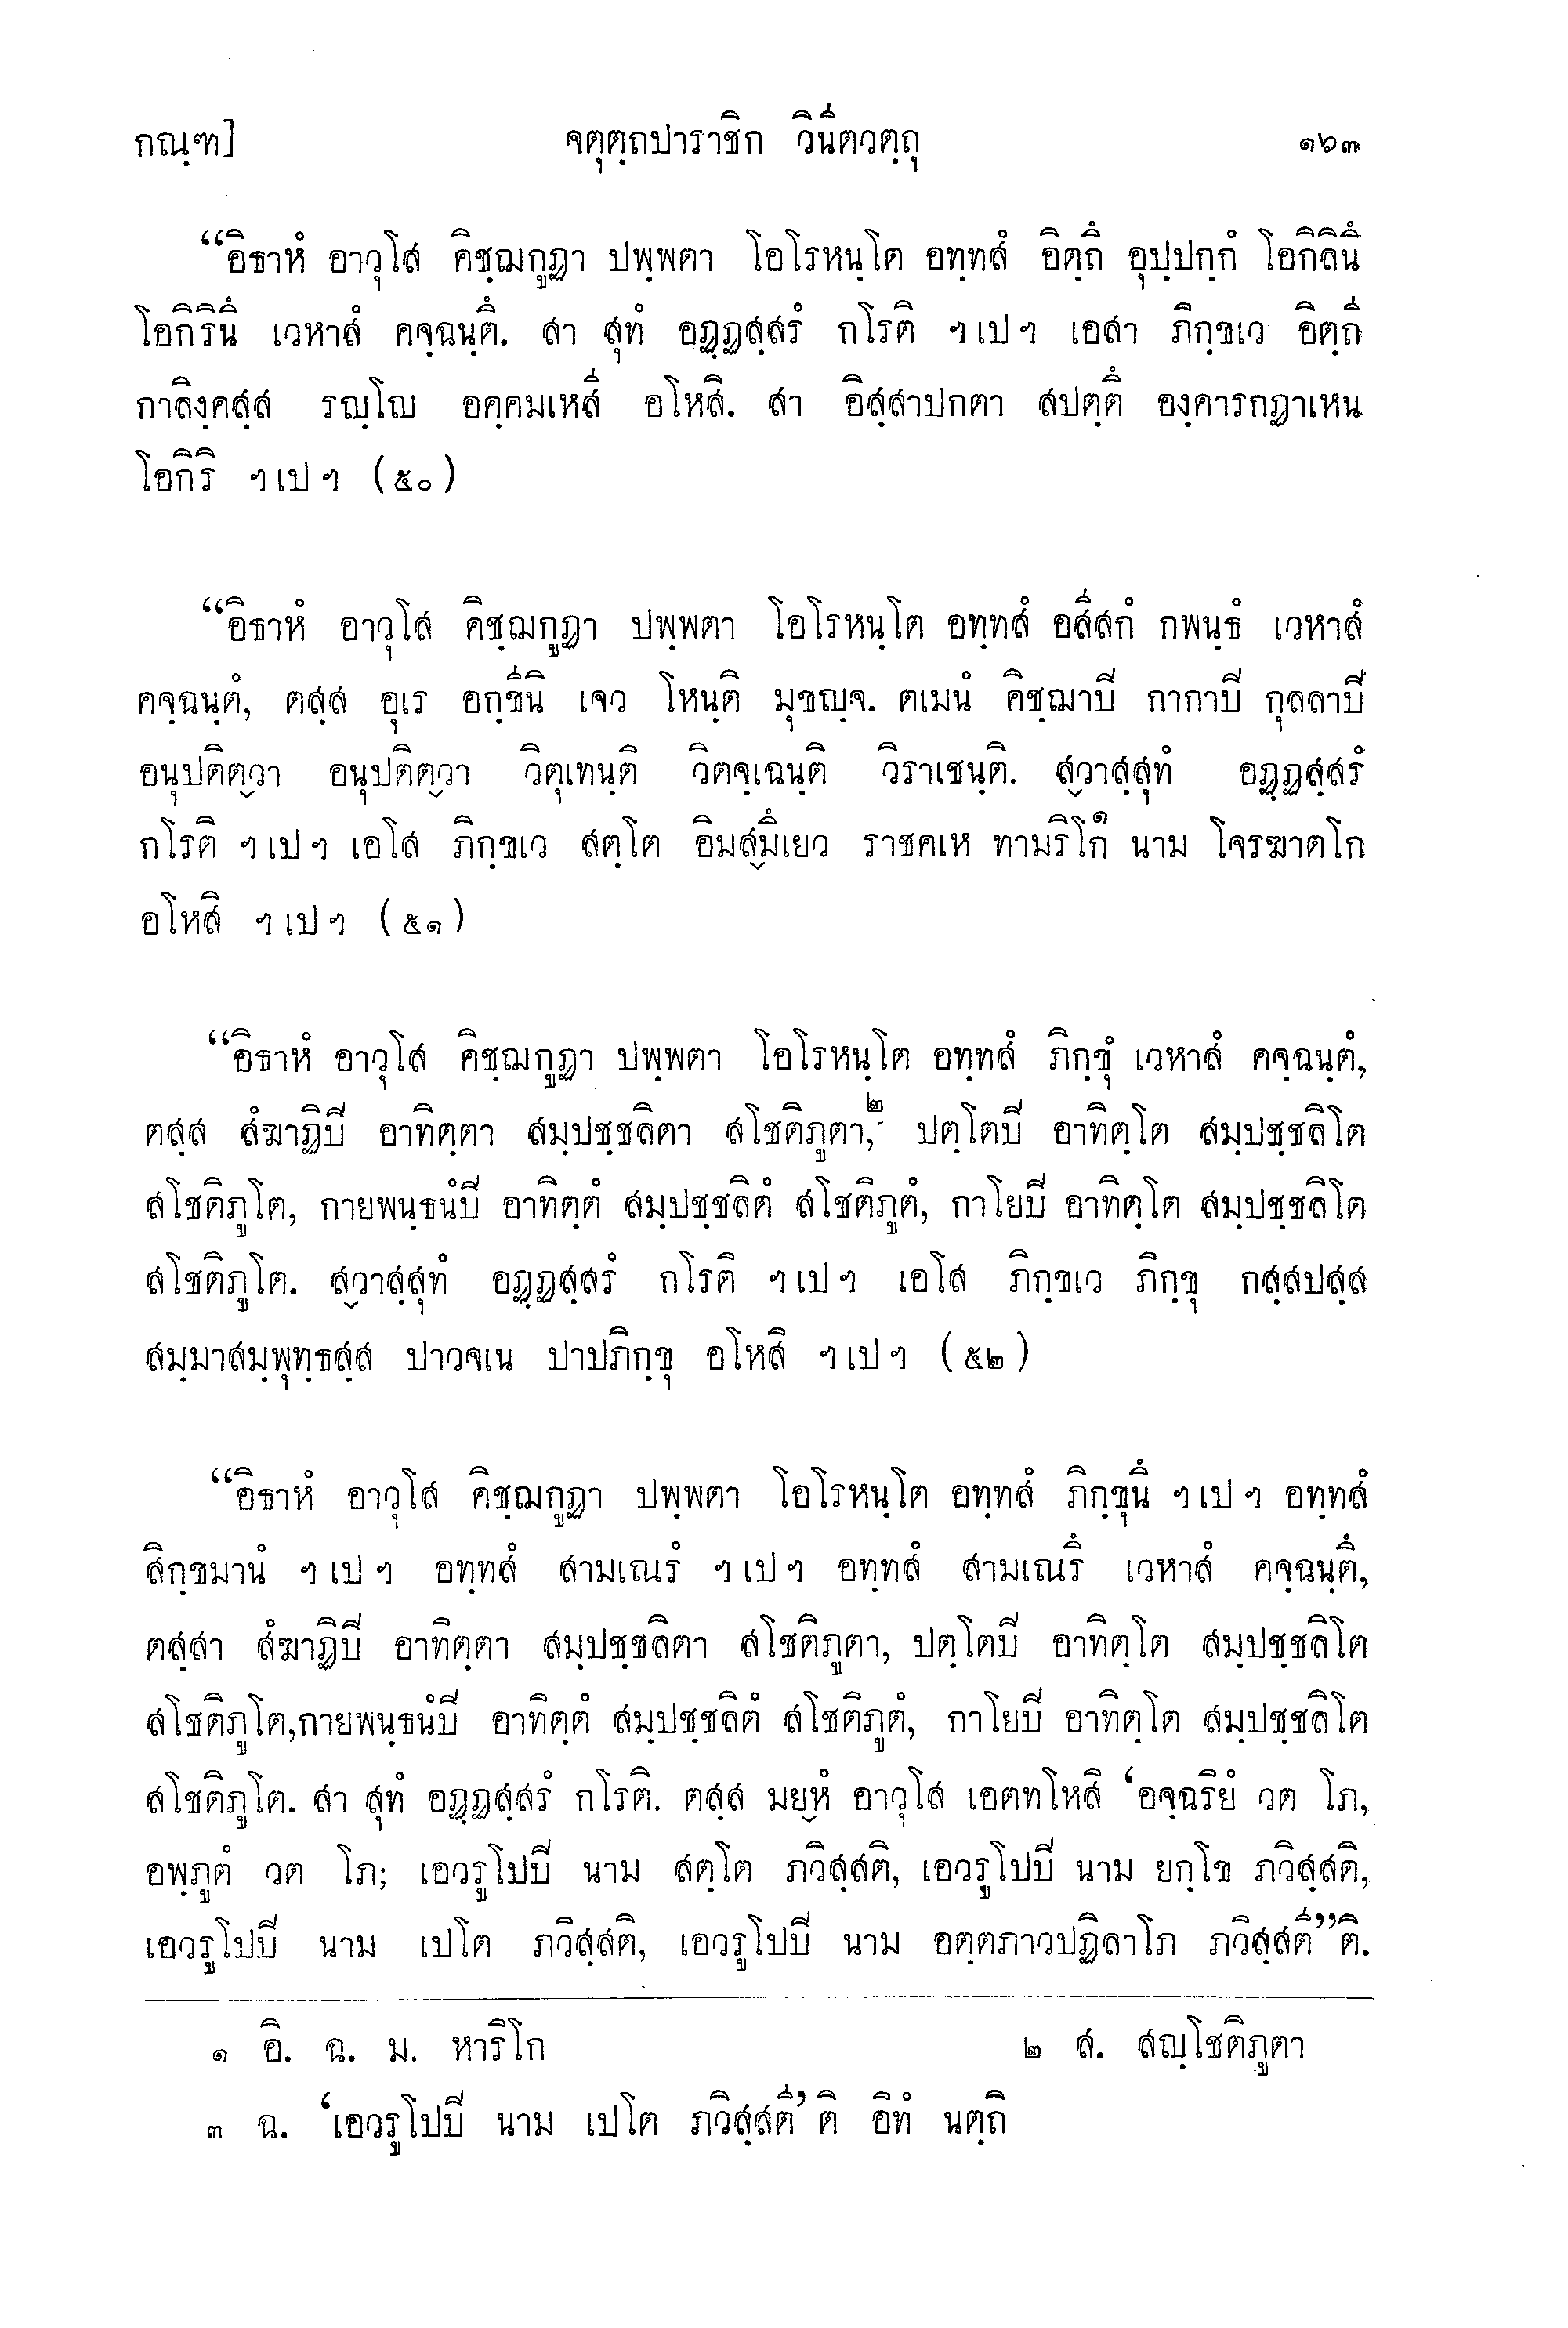 กณฺฑ] จตุตฺถปาราชิก วินีตวตฺถุ ๑๖๓
“อิธาหํ อาวุโส คิชฺฌกูฏา ปพฺพตา โอโรหนฺโต อทฺทสํ อิตฺถึ อุปฺปกฺกํ โอกิลินึ
โอกิรินึ เวหาสํ คจฺฉนฺตึ. สา สุทํ อฏฺฏสฺสรํ กโรติ ฯ เป ฯ เอสา ภิกฺขเว อิตฺถี
กาลิงฺคสฺส รญฺโญ อคฺคมเหสี อโหสิ. สา อิสฺสาปกตา สปตฺตึ องฺคารกฏาเหน
โอกิริ ฯ เป ฯ (๕๐)
“อิธาหํ อาวุโส คิชฺฌกูฏา ปพฺพตา โอโรหนฺโต อทฺทสํ อสีสกํ กพนฺธํ เวหาสํ
คจฺฉนฺตํ, ตสฺส อุเร อกฺขีนิ เจว โหนฺติ มุขญฺจ. ตเมนํ คิชฺฌาปิ กากาปิ กุลลาปิ
อนุปติตฺวา อนุปติตฺวา วิตุเทนฺติ วิตจฺเฉนฺติ วิราเชนฺติ. สฺวาสฺสุทํ อฏฺฏสฺสรํ
กโรติ ฯ เป ฯ เอโส ภิกฺขเว สตฺโต อิมสฺมึเยว ราชคเห ทามริโก๑ นาม โจรฆาตโก
อโหสิ ฯ เป ฯ (๕๑)
“อิธาหํ อาวุโส คิชฺฌกูฏา ปพฺพตา โอโรหนฺโต อทฺทสํ ภิกฺขุํ เวหาสํ คจฺฉนฺตํ,
ตสฺส สํฆาฏิปิ อาทิตฺตา สมฺปชฺชลิตา สโชติภูตา,๒ ปตฺโตปิ อาทิตฺโต สมฺปชฺชลิโต
สโชติภูโต, กายพนฺธนํปิ อาทิตฺตํ สมฺปชฺชลิตํ สโชติภูตํ, กาโยปิ อาทิตฺโต สมฺปชฺชลิโต
สโชติภูโต. สฺวาสฺสุทํ อฏฺฏสฺสรํ กโรติ ฯ เป ฯ เอโส ภิกฺขเว ภิกฺขุ กสฺสปสฺส
สมฺมาสมฺพุทฺธสฺส ปาวจเน ปาปภิกฺขุ อโหสิ ฯ เป ฯ (๕๒)
“อิธาหํ อาวุโส คิชฺฌกูฏา ปพฺพตา โอโรหนฺโต อทฺทสํ ภิกฺขุนึ ฯ เป ฯ อทฺทสํ
สิกฺขมานํ ฯ เป ฯ อทฺทสํ สามเณรํ ฯ เป ฯ อทฺทสํ สามเณรึ เวหาสํ คจฺฉนฺตึ,
ตสฺสา สํฆาฏิปิ อาทิตฺตา สมฺปชฺชลิตา สโชติภูตา, ปตฺโตปิ อาทิตฺโต สมฺปชฺชลิโต
สโชติภูโต,กายพนฺธนํปิ อาทิตฺตํ สมฺปชฺชลิตํ สโชติภูตํ, กาโยปิ อาทิตฺโต สมฺปชฺชลิโต
สโชติภูโต. สา สุทํ อฏฺฏสฺสรํ กโรติ. ตสฺส มยฺหํ อาวุโส เอตทโหสิ ‘อจฺฉริยํ วต โภ,
อพฺภูตํ วต โภ; เอวรูโปปิ นาม สตฺโต ภวิสฺสติ, เอวรูโปปิ นาม ยกฺโข ภวิสฺสติ,
เอวรูโปปิ นาม เปโต ภวิสฺสติ, เอวรูโปปิ นาม อตฺตภาวปฏิลาโภ ภวิสฺสตี”ติ.
๑ อิ. ฉ. ม. หาริโก ๒ ส. สญฺโชติภูตา
๓ ฉ. ‘เอวรูโปปิ นาม เปโต ภวิสฺสตี’ ติ อิทํ นตฺถิ